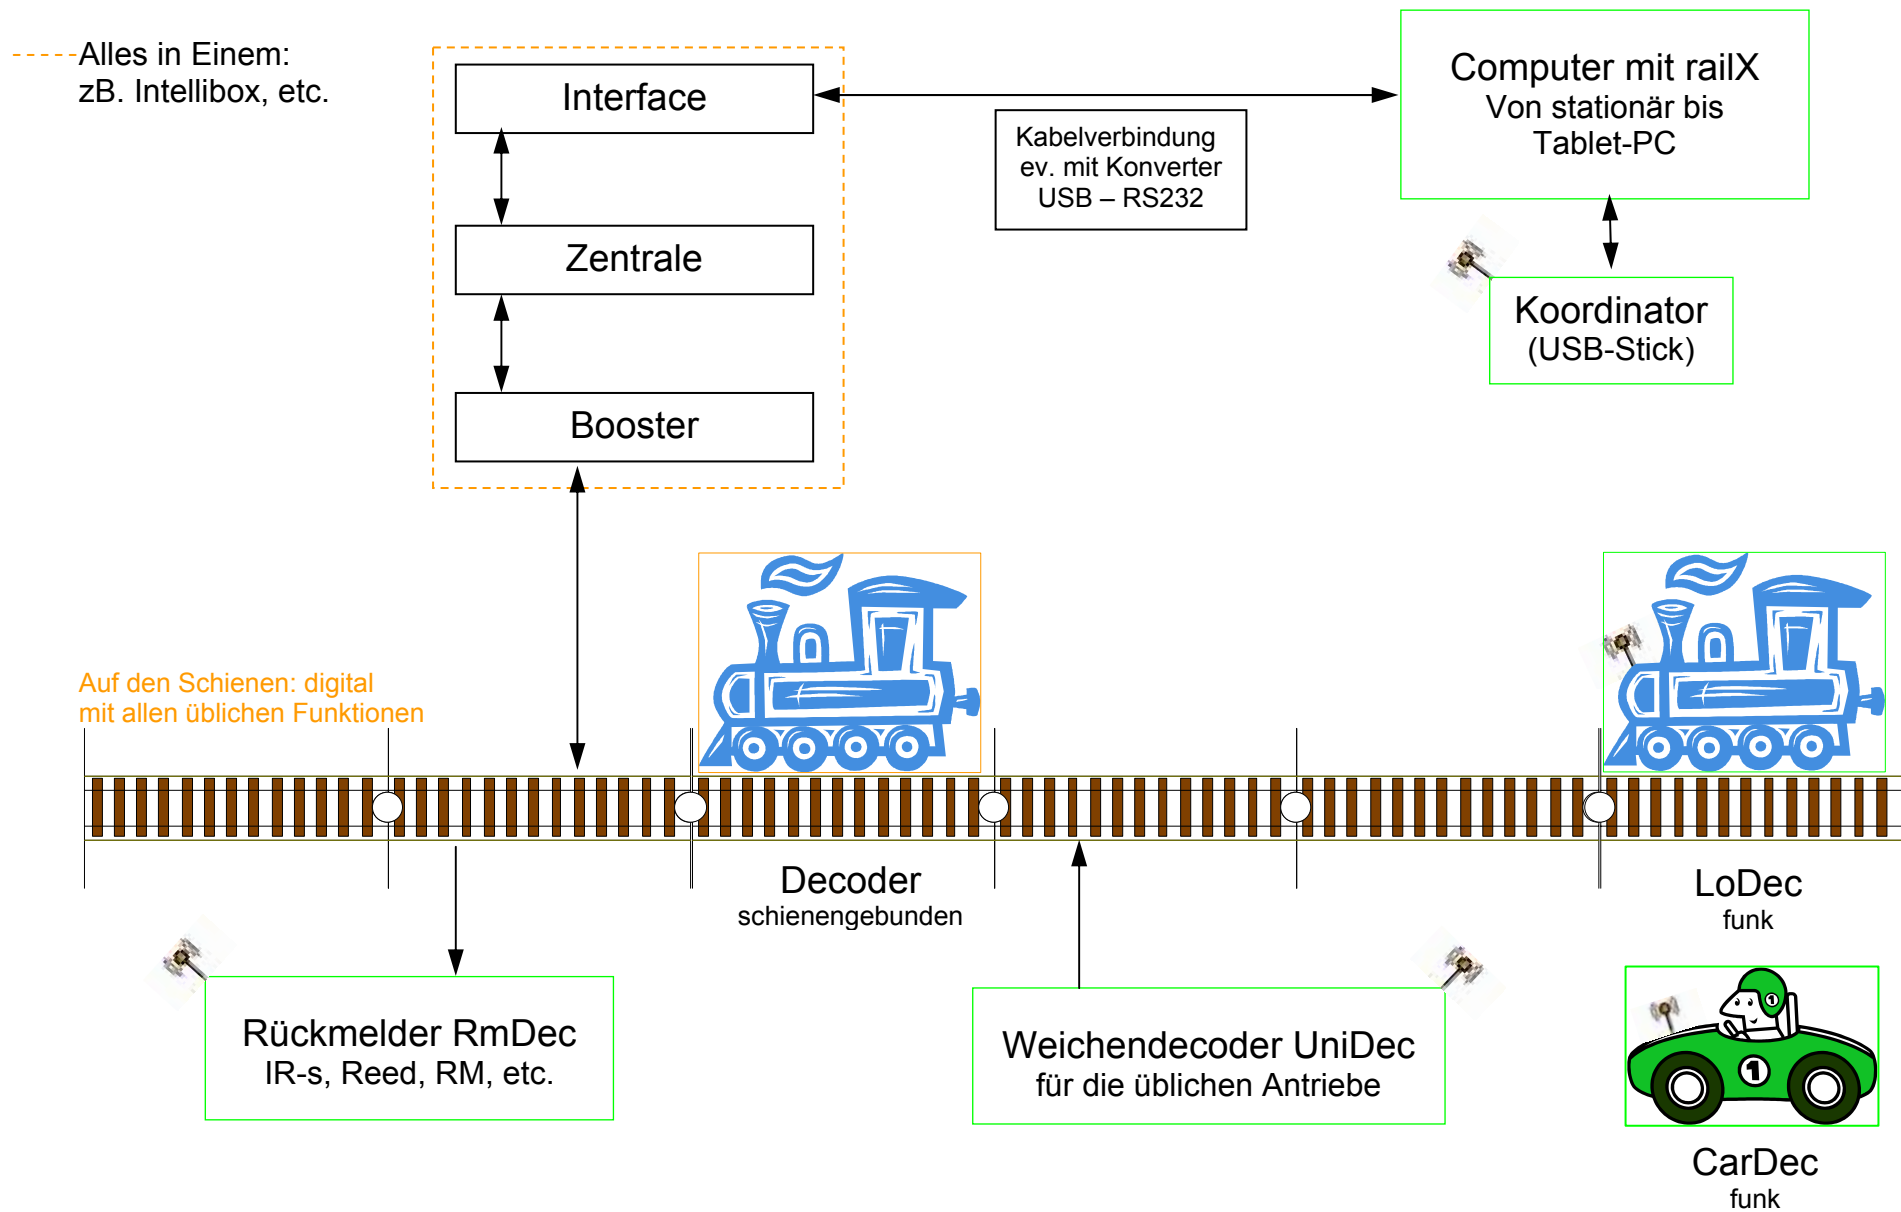 Alles in Einem:
zB. Intellibox, etc.
Interface
Zentrale
Booster
Kabelverbindung
ev. mit Konverter
USB – RS232
Computer mit railX
Von stationär bis
Tablet-PC
Koordinator
(USB-Stick)
Auf den Schienen: digital
mit allen üblichen Funktionen
Decoder
schienengebunden
LoDec
funk
Rückmelder RmDec
IR-s, Reed, RM, etc.
Weichendecoder UniDec
für die üblichen Antriebe
1
1
CarDec
funk